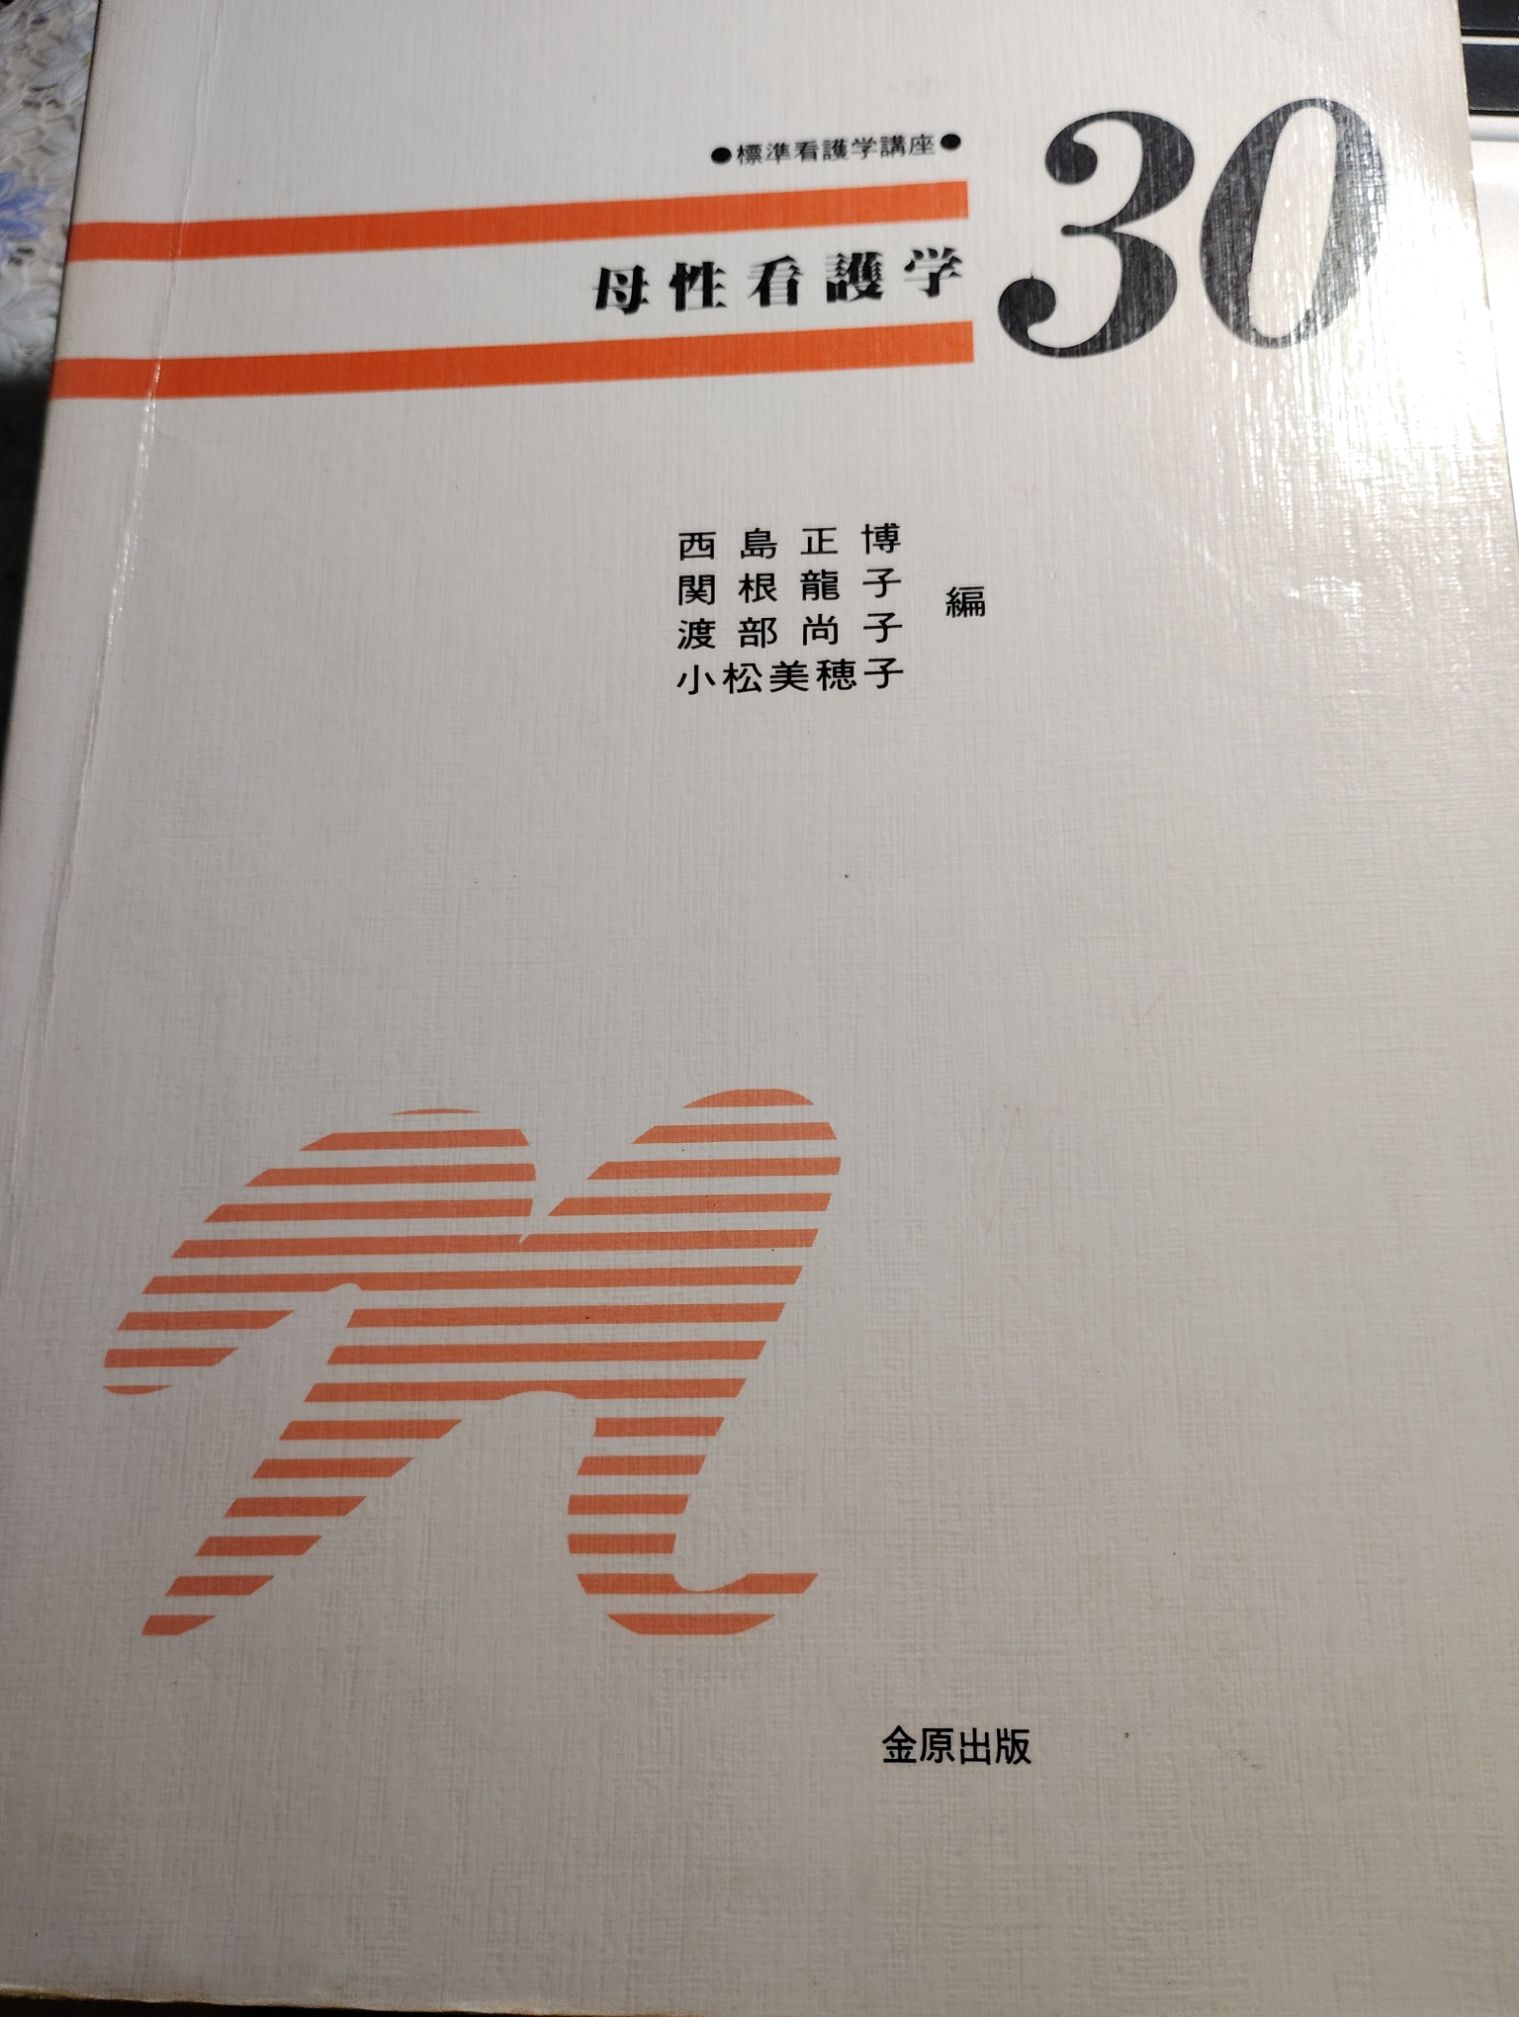 ●標準看護学講座●
母性看護学
30
西島正博
関根龍子
渡部尚子
小松美穂子
編
n
金原出版